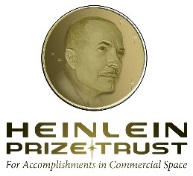 HEINLEIN
PRIZE TRUST
For Accomplishments in Commercial Space